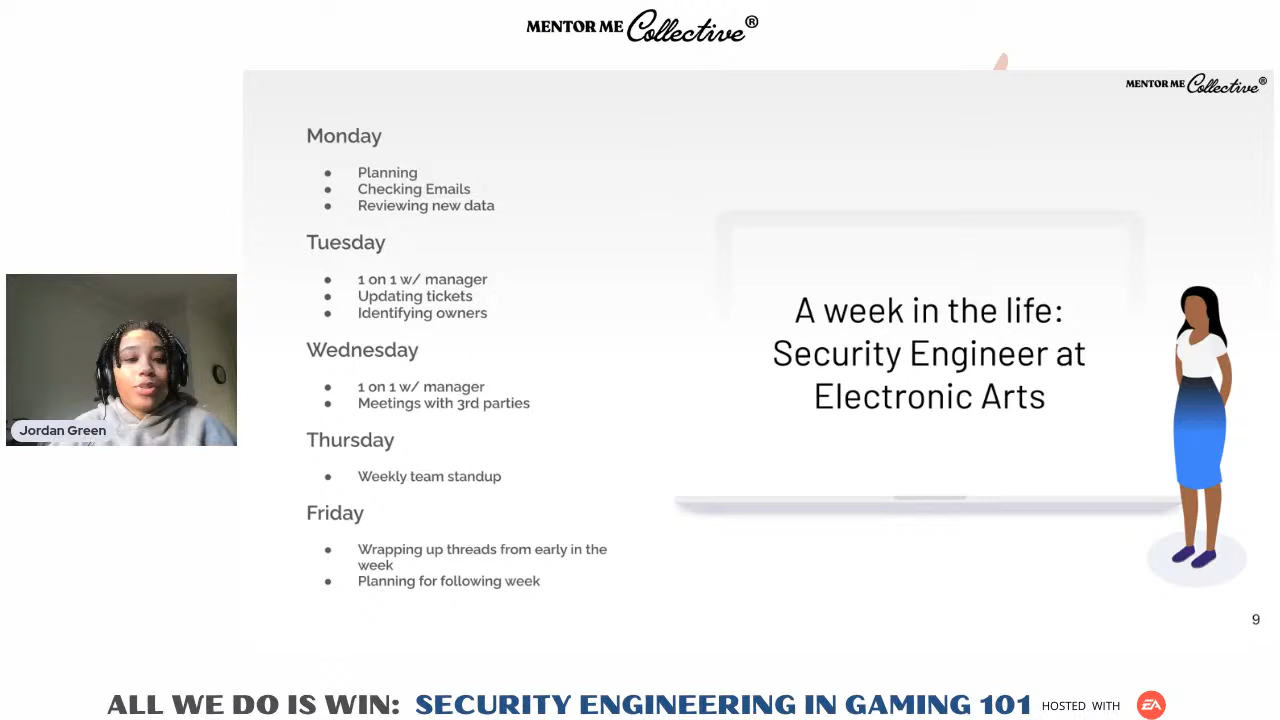 MENTOR ME Collective®
MENTOR ME Collective®
Monday
● Planning
● Checking Emails
● Reviewing new data
Tuesday
● 1 on 1 w/ manager
● Updating tickets
● Identifying owners
Wednesday
● 1 on 1 w/ manager
● Meetings with 3rd parties
Thursday
● Weekly team standup
Friday
● Wrapping up threads from early in the
week
● Planning for following week
A week in the life:
Security Engineer at
Electronic Arts
Jordan Green
9
ALL WE DO IS WIN: SECURITY ENGINEERING IN GAMING 101 HOSTED WITH EA